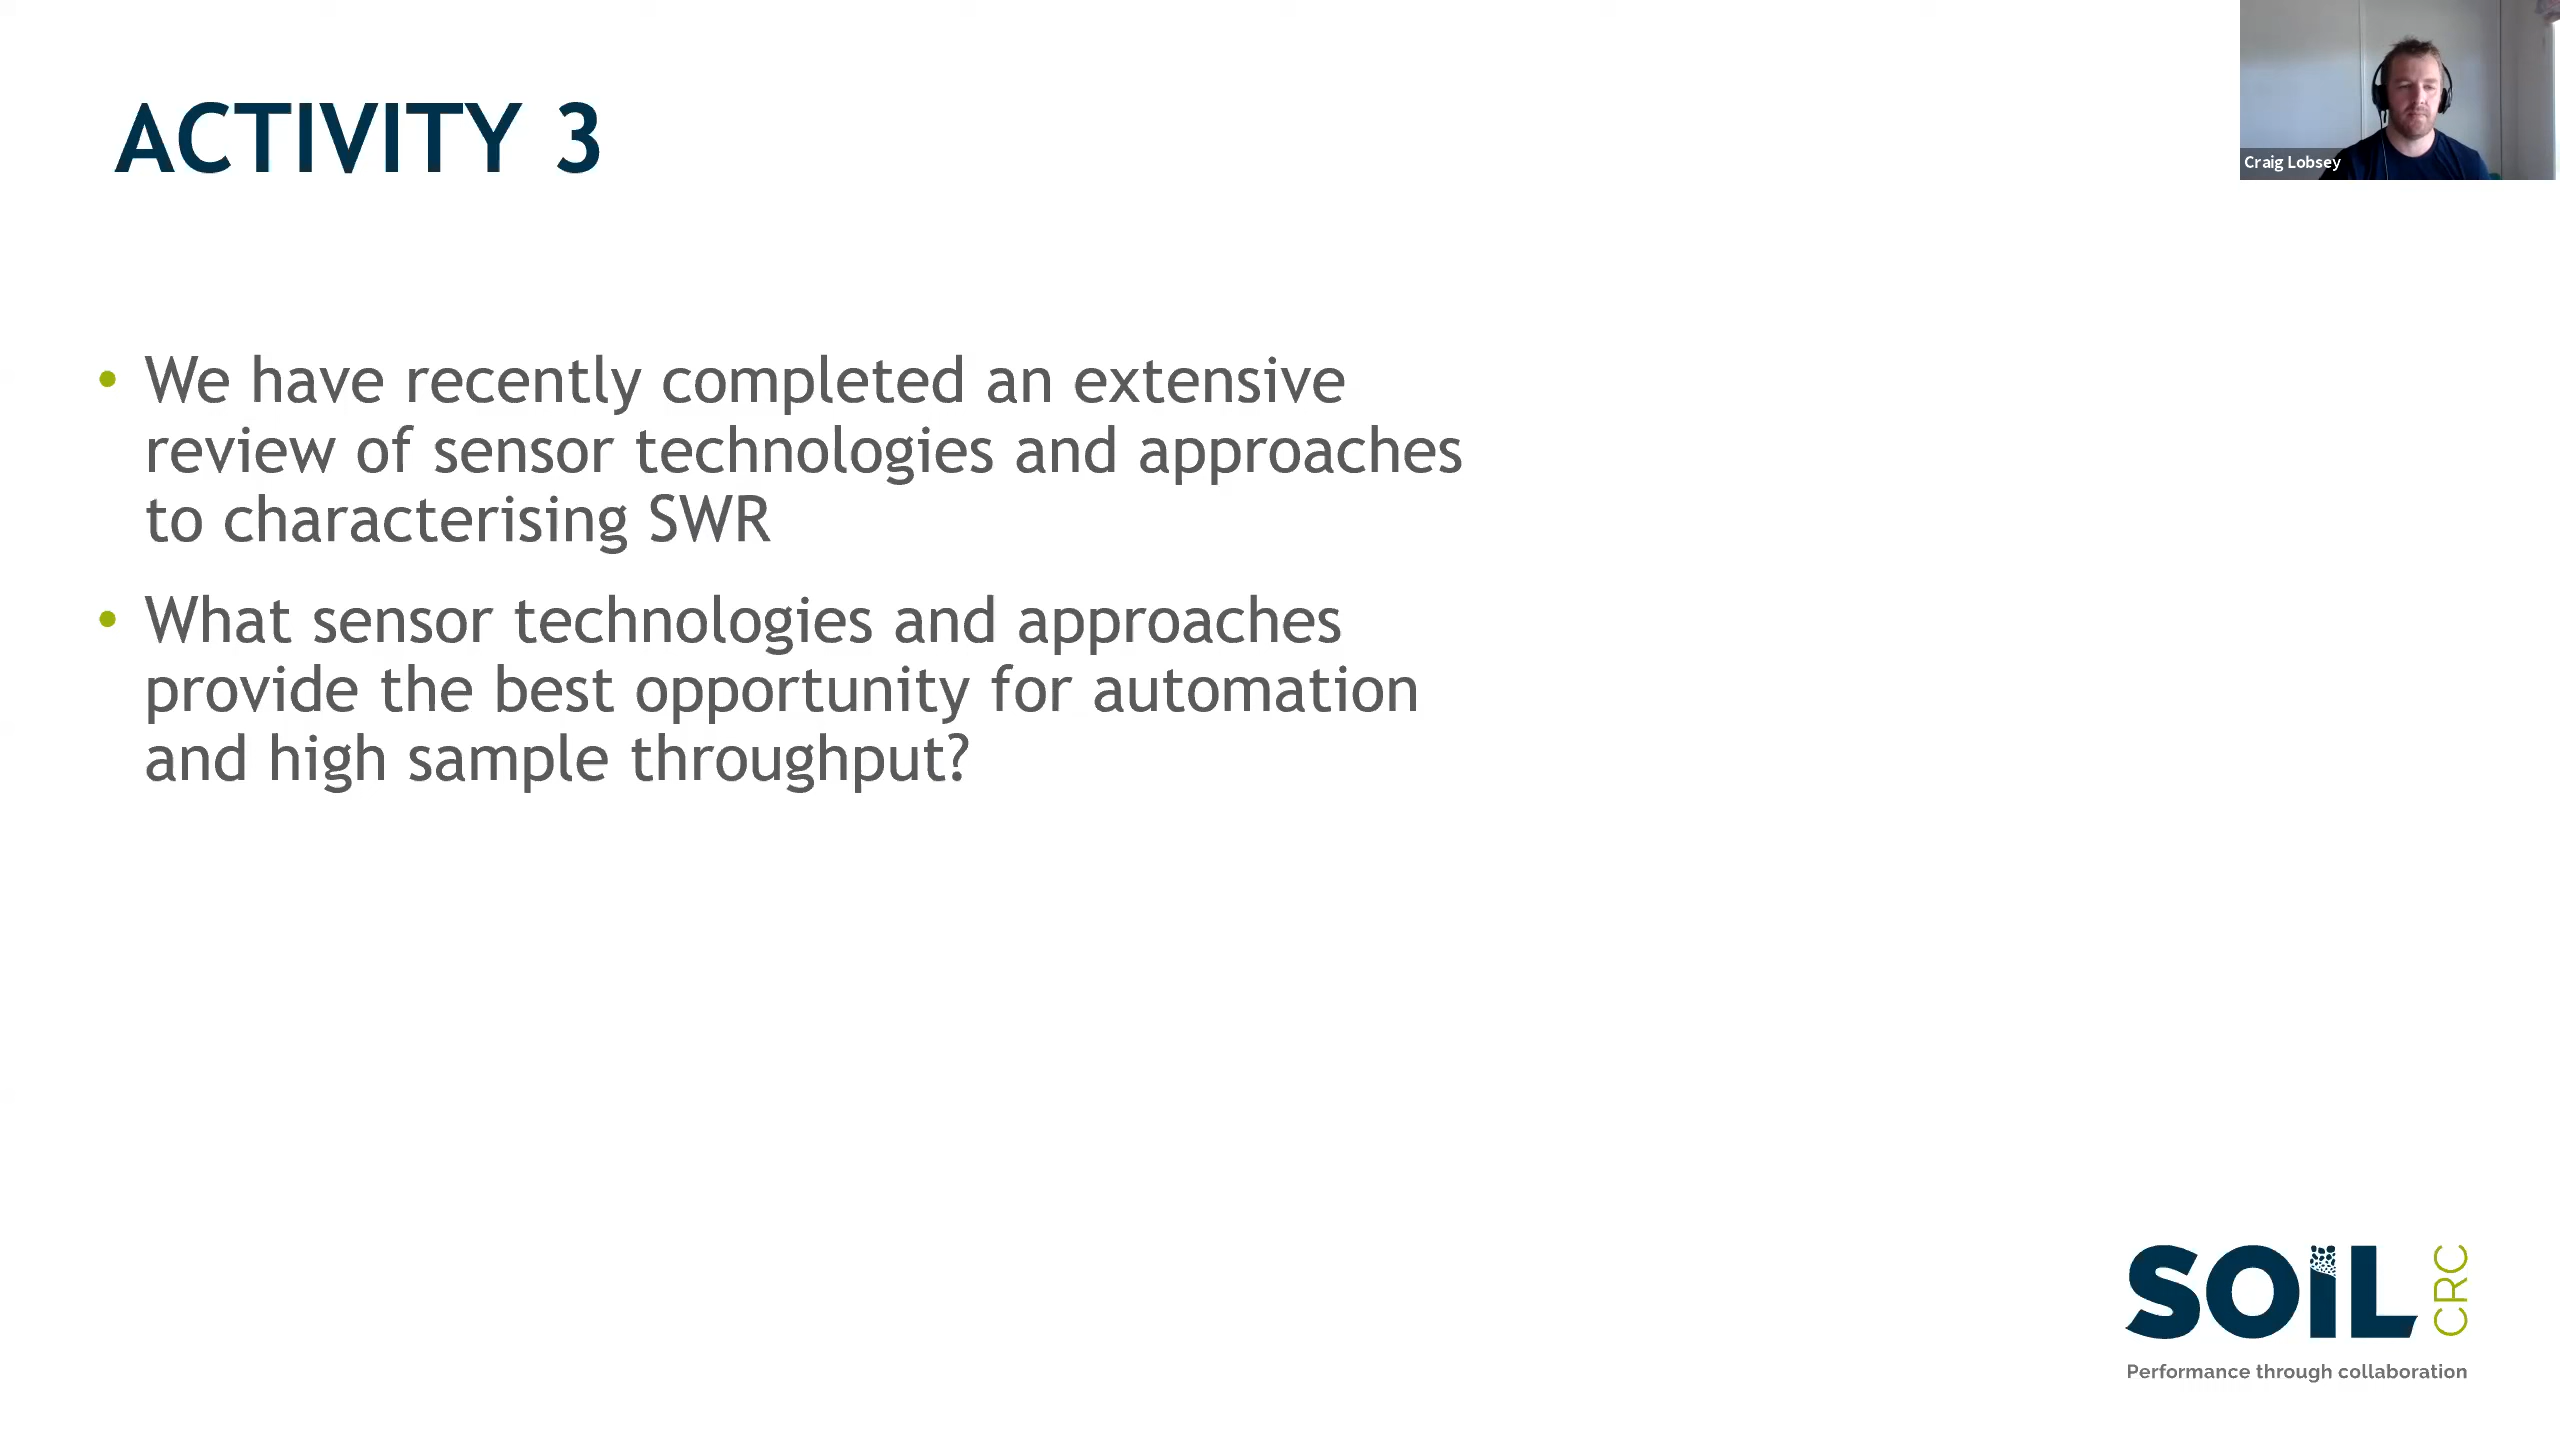 ACTIVITY 3
Craig Lobsey
• We have recently completed an extensive
review of sensor technologies and approaches
to characterising SWR
• What sensor technologies and approaches
provide the best opportunity for automation
and high sample throughput?
SOIL CRC
Performance through collaboration